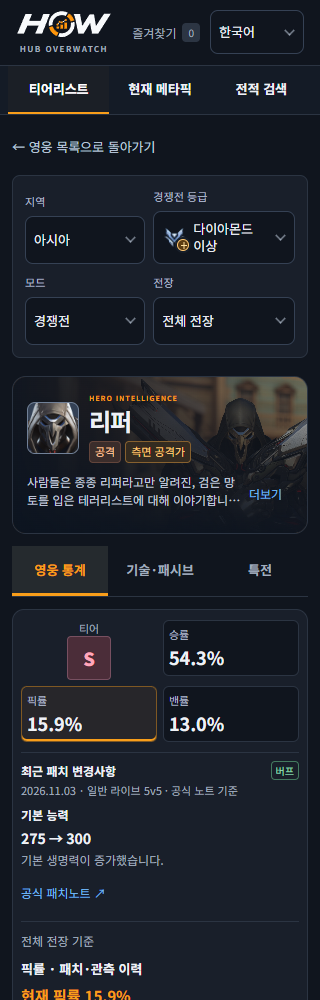 HOW
HUB OVERWATCH
즐겨찾기 0
한국어
티어리스트 현재 메타픽 전적 검색
← 영웅 목록으로 돌아가기
지역 경쟁전 등급
아시아 다이아몬드
이상
모드 전장
경쟁전 전체 전장
HERO INTELLIGENCE
리퍼
공격 측면 공격가
사람들은 종종 리퍼라고만 알려진, 검은 망
토를 입은 테러리스트에 대해 이야기합니… 더보기
영웅 통계 기술·패시브 특전
티어
S
승률
54.3%
픽률
15.9%
밴률
13.0%
최근 패치 변경사항 버프
2026.11.03 · 일반 라이브 5v5 · 공식 노트 기준
기본 능력
275 → 300
기본 생명력이 증가했습니다.
공식 패치노트 ↗
전체 전장 기준
픽률 · 패치·관측 이력
현재 픽률 15.9%